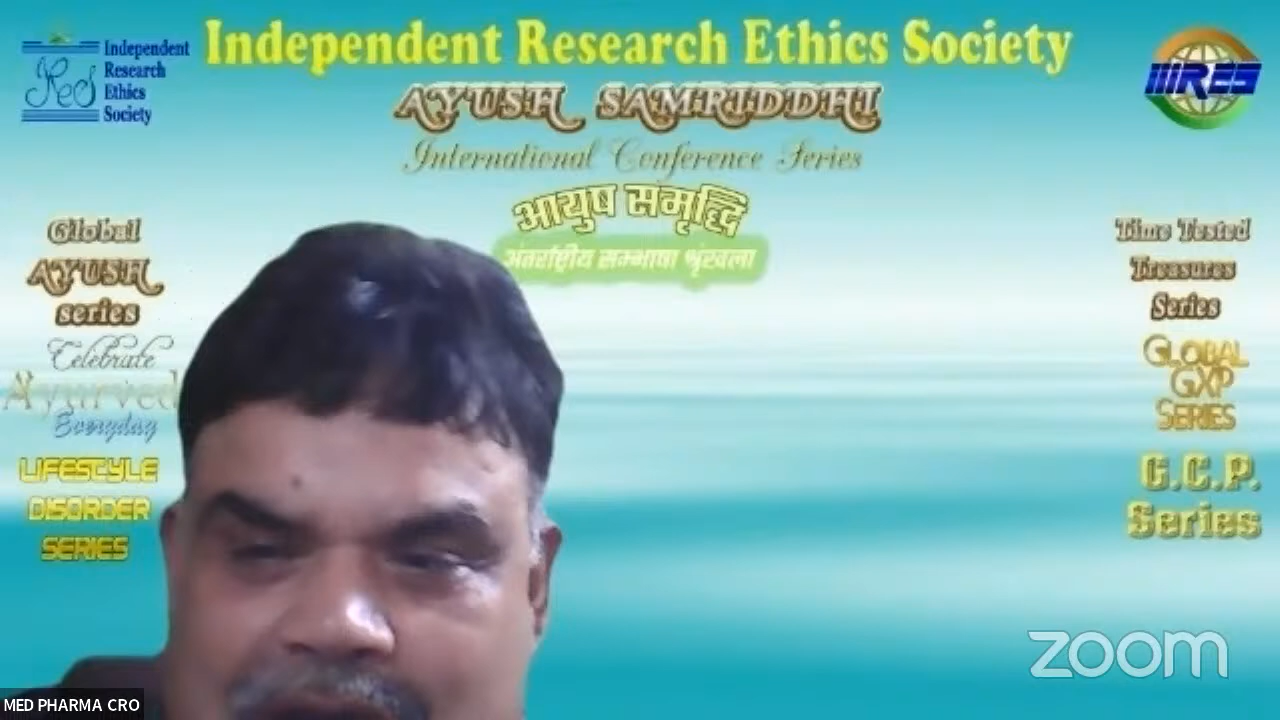 Independent
Research
Ethics
Society
Independent Research Ethics Society
IIRES
AYUSH SAMRIDDHI
International Conference Series
आयुष समृद्धि
अंतर्राष्ट्रीय सम्भाषा श्रृंखला
Global
AYUSH
series
Celebrate
Ayurved
Everyday
LIFESTYLE
DISORDER
SERIES
Time Tested
Treasures
Series
GLOBAL
GXP
SERIES
G.C.P.
Series
zoom
MED PHARMA CRO